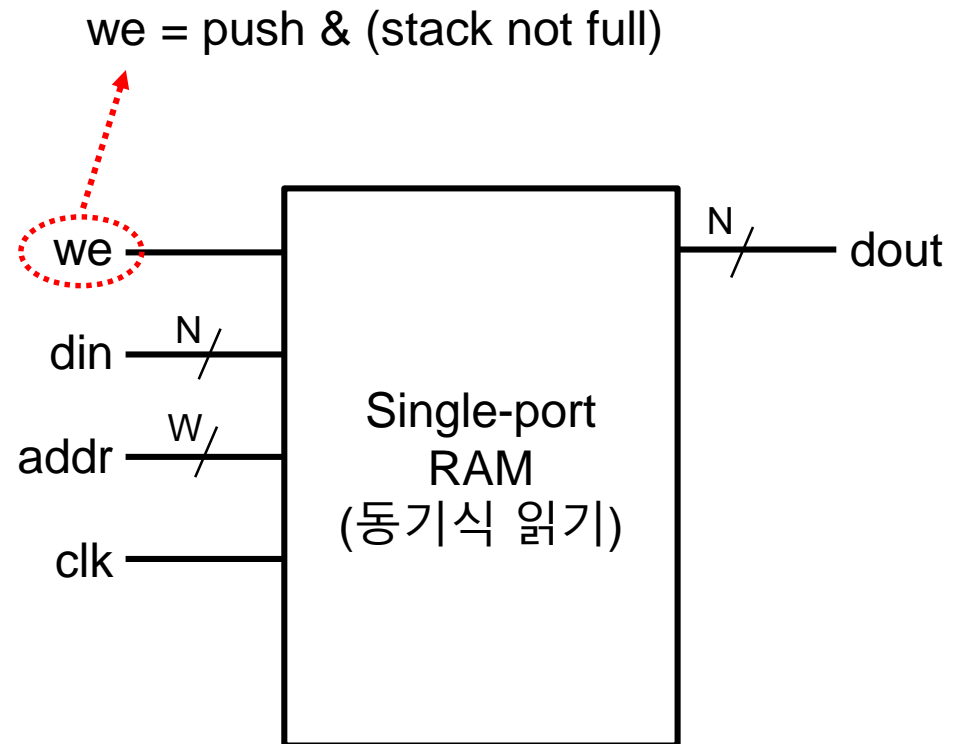 we = push & (stack not full)
we
N
dout
din
N
addr
W
Single-port
RAM
(동기식 읽기)
clk